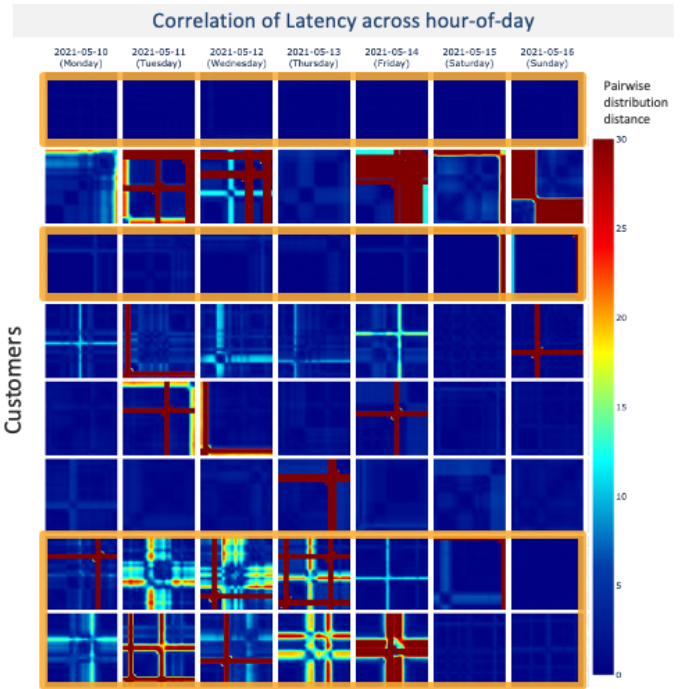 Correlation of Latency across hour-of-day
2021-05-10 2021-05-11 2021-05-12 2021-05-13 2021-05-14 2021-05-15 2021-05-16
(Monday) (Tuesday) (Wednesday) (Thursday) (Friday) (Saturday) (Sunday)
Pairwise
distribution
distance
30
25
20
15
10
5
0
Customers